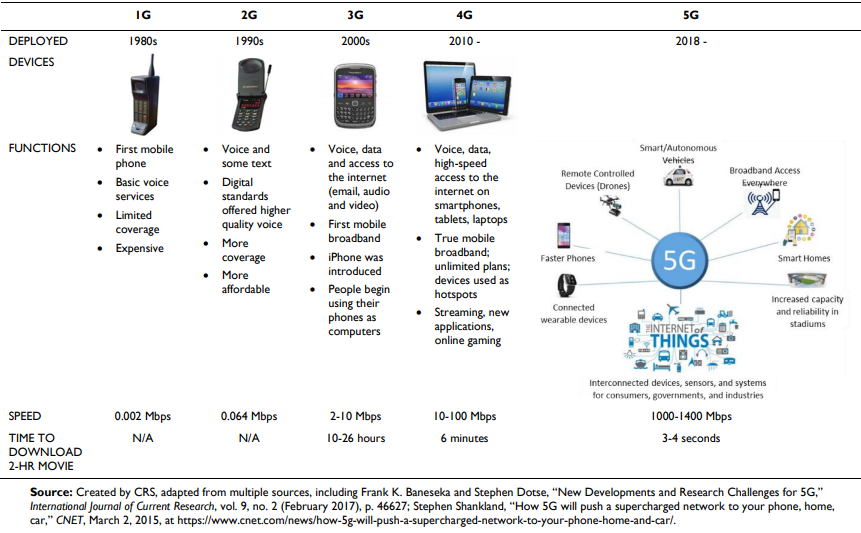 1G 2G 3G 4G 5G
DEPLOYED 1980s 1990s 2000s 2010 - 2018 -
DEVICES
FUNCTIONS
• First mobile
phone
• Basic voice
services
• Limited
coverage
• Expensive
• Voice and
some text
• Digital
standards
offered higher
quality voice
• More
coverage
• More
affordable
• Voice, data
and access to
the internet
(email, audio
and video)
• First mobile
broadband
• iPhone was
introduced
• People begin
using their
phones as
computers
• Voice, data,
high-speed
access to the
internet on
smartphones,
tablets, laptops
• True mobile
broadband;
unlimited plans;
devices used as
hotspots
• Streaming, new
applications,
online gaming
Smart/Autonomous
Vehicles
Remote Controlled
Devices (Drones)
Broadband Access
Everywhere
Faster Phones
5G
Smart Homes
Connected
wearable devices
Increased capacity
and reliability in
stadiums
THE INTERNET of
THINGS
Interconnected devices, sensors, and systems
for consumers, governments, and industries
SPEED 0.002 Mbps 0.064 Mbps 2-10 Mbps 10-100 Mbps 1000-1400 Mbps
TIME TO N/A N/A 10-26 hours 6 minutes 3-4 seconds
DOWNLOAD
2-HR MOVIE
Source: Created by CRS, adapted from multiple sources, including Frank K. Baneseka and Stephen Dotse, “New Developments and Research Challenges for 5G,”
International Journal of Current Research, vol. 9, no. 2 (February 2017), p. 46627; Stephen Shankland, “How 5G will push a supercharged network to your phone, home,
car,” CNET, March 2, 2015, at https://www.cnet.com/news/how-5g-will-push-a-supercharged-network-to-your-phone-home-and-car/.